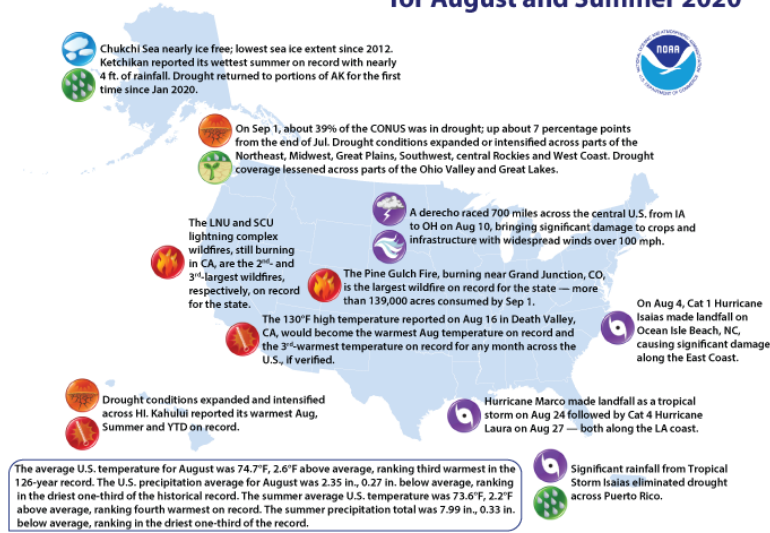 for August and Summer 2020
Chukchi Sea nearly ice free; lowest sea ice extent since 2012.
Ketchikan reported its wettest summer on record with nearly
4 ft. of rainfall. Drought returned to portions of AK for the first
time since Jan 2020.
NOAA
On Sep 1, about 39% of the CONUS was in drought; up about 7 percentage points
from the end of Jul. Drought conditions expanded or intensified across parts of the
Northeast, Midwest, Great Plains, Southwest, central Rockies and West Coast. Drought
coverage lessened across parts of the Ohio Valley and Great Lakes.
A derecho raced 700 miles across the central U.S. from IA
to OH on Aug 10, bringing significant damage to crops and
infrastructure with widespread winds over 100 mph.
The LNU and SCU
lightning complex
wildfires, still burning
in CA, are the 2nd- and
3rd-largest wildfires,
respectively, on record
for the state.
The Pine Gulch Fire, burning near Grand Junction, CO,
is the largest wildfire on record for the state — more
than 139,000 acres consumed by Sep 1.
On Aug 4, Cat 1 Hurricane
Isaias made landfall on
Ocean Isle Beach, NC,
causing significant damage
along the East Coast.
The 130°F high temperature reported on Aug 16 in Death Valley,
CA, would become the warmest Aug temperature on record and
the 3rd-warmest temperature on record for any month across the
U.S., if verified.
Drought conditions expanded and intensified
across HI. Kahului reported its warmest Aug,
Summer and YTD on record.
Hurricane Marco made landfall as a tropical
storm on Aug 24 followed by Cat 4 Hurricane
Laura on Aug 27 — both along the LA coast.
Significant rainfall from Tropical
Storm Isaias eliminated drought
across Puerto Rico.
The average U.S. temperature for August was 74.7°F, 2.6°F above average, ranking third warmest in the
126-year record. The U.S. precipitation average for August was 2.35 in., 0.27 in. below average, ranking
in the driest one-third of the historical record. The summer average U.S. temperature was 73.6°F, 2.2°F
above average, ranking fourth warmest on record. The summer precipitation total was 7.99 in., 0.33 in.
below average, ranking in the driest one-third of the record.